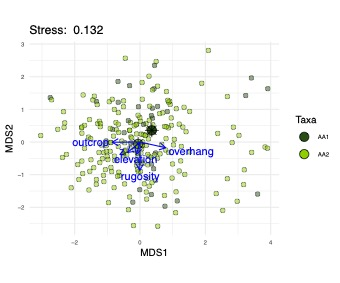 Stress: 0.132
MDS2
3
2
1
0
−1
−2
outcrop
overhang
elevation
rugosity
−2
0
2
4
MDS1
Taxa
AA1
AA2